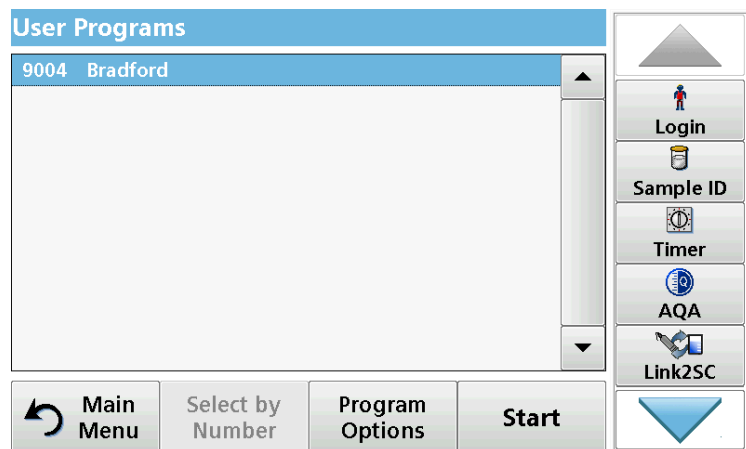 User Programs
9004 Bradford
Login
Sample ID
Timer
AQA
Link2SC
Main
Menu
Select by
Number
Program
Options
Start